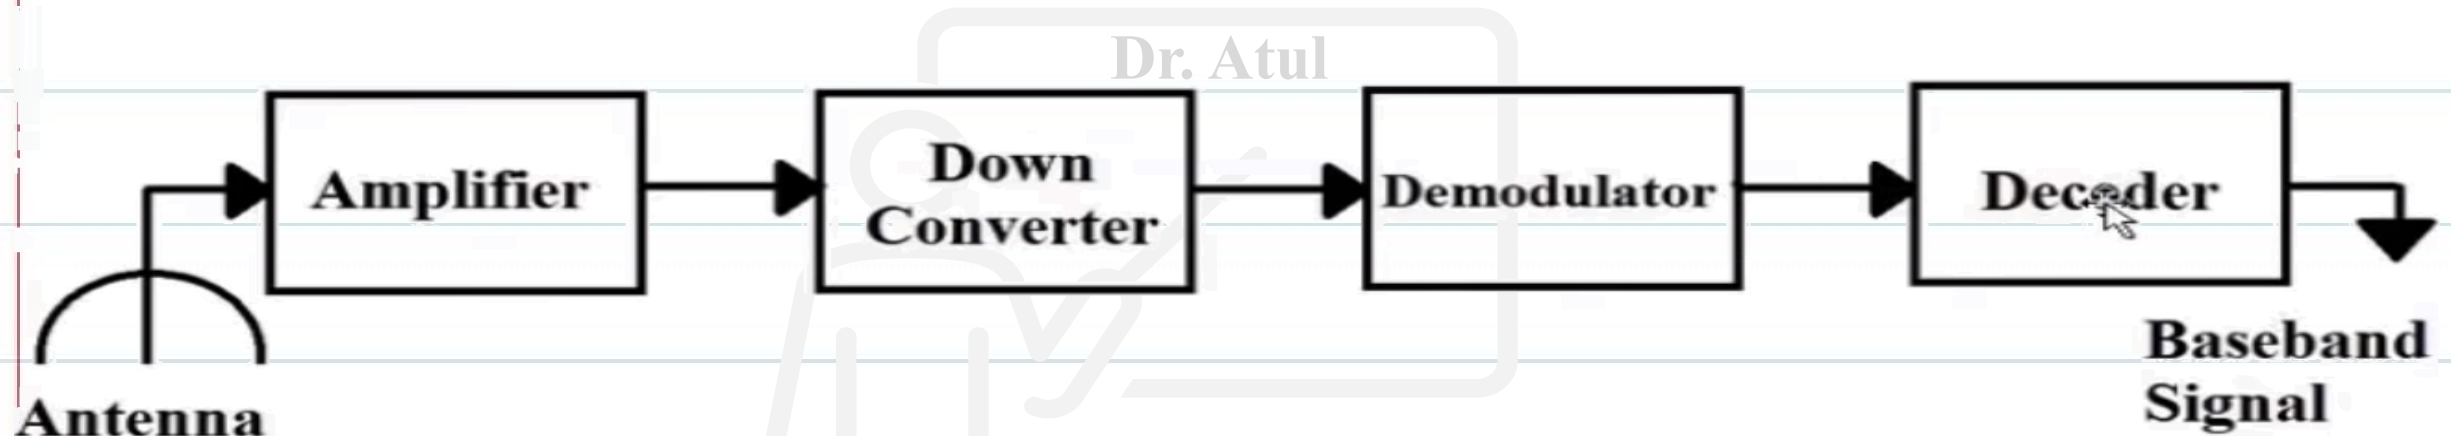 Dr. Atul
Amplifier
Down
Converter
Demodulator
Decoder
Baseband
Signal
Antenna